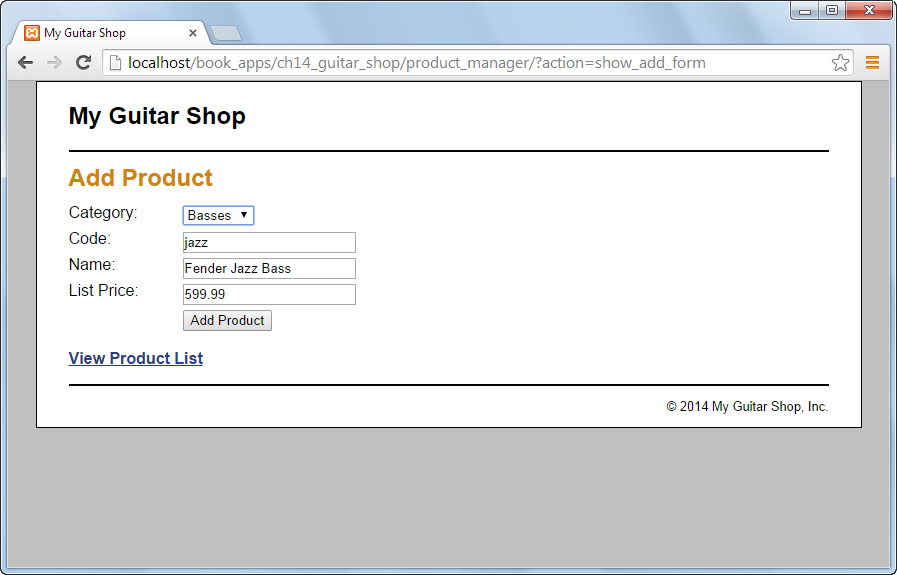 My Guitar Shop
localhost/book_apps/ch14_guitar_shop/product_manager/?action=show_add_form
My Guitar Shop
Add Product
Category: Basses
Code: jazz
Name: Fender Jazz Bass
List Price: 599.99
Add Product
View Product List
© 2014 My Guitar Shop, Inc.